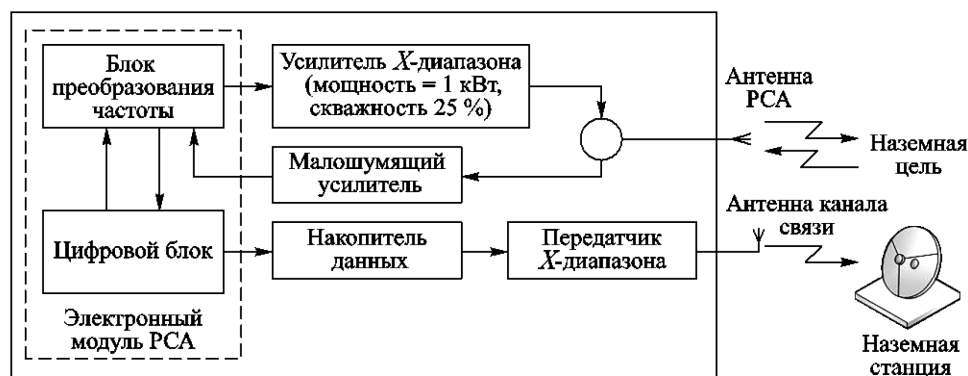 Блок
преобразования
частоты
Усилитель X-диапазона
(мощность = 1 кВт,
скважность 25 %)
Антенна
РСА
Наземная
цель
Малошумящий
усилитель
Антенна канала
связи
Цифровой блок
Накопитель
данных
Передатчик
X-диапазона
Электронный
модуль РСА
Наземная
станция